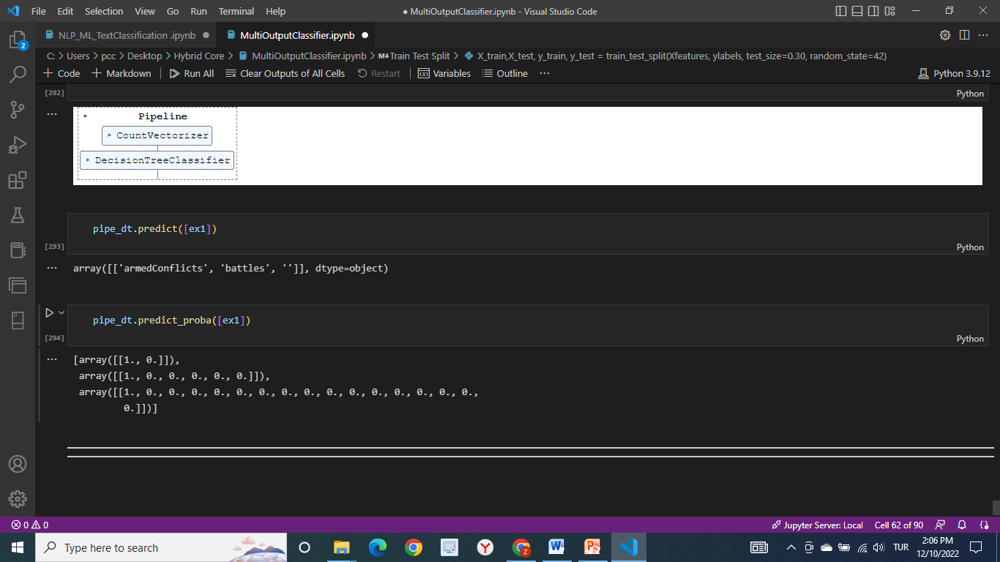 File Edit Selection View Go Run Terminal Help ● MultiOutputClassifier.ipynb - Visual Studio Code
NLP_ML_TextClassification .ipynb ● MultiOutputClassifier.ipynb ●
C: > Users > pcc > Desktop > Hybrid Core > MultiOutputClassifier.ipynb > M↓Train Test Split > X_train,X_test, y_train, y_test = train_test_split(Xfeatures, ylabels, test_size=0.30, random_state=42)
+ Code + Markdown Run All Clear Outputs of All Cells Restart Variables Outline ... Python 3.9.12
[292] Python
... Pipeline
CountVectorizer
DecisionTreeClassifier
pipe_dt.predict([ex1])
[293] Python
... array([['armedConflicts', 'battles', '']], dtype=object)
pipe_dt.predict_proba([ex1])
[294] Python
... [array([[1., 0.]]),
array([[1., 0., 0., 0., 0., 0.]]),
array([[1., 0., 0., 0., 0., 0., 0., 0., 0., 0., 0., 0., 0., 0., 0., 0.,
0.]])]
2
0 0 Jupyter Server: Local Cell 62 of 90
Type here to search TUR 2:06 PM
12/10/2022